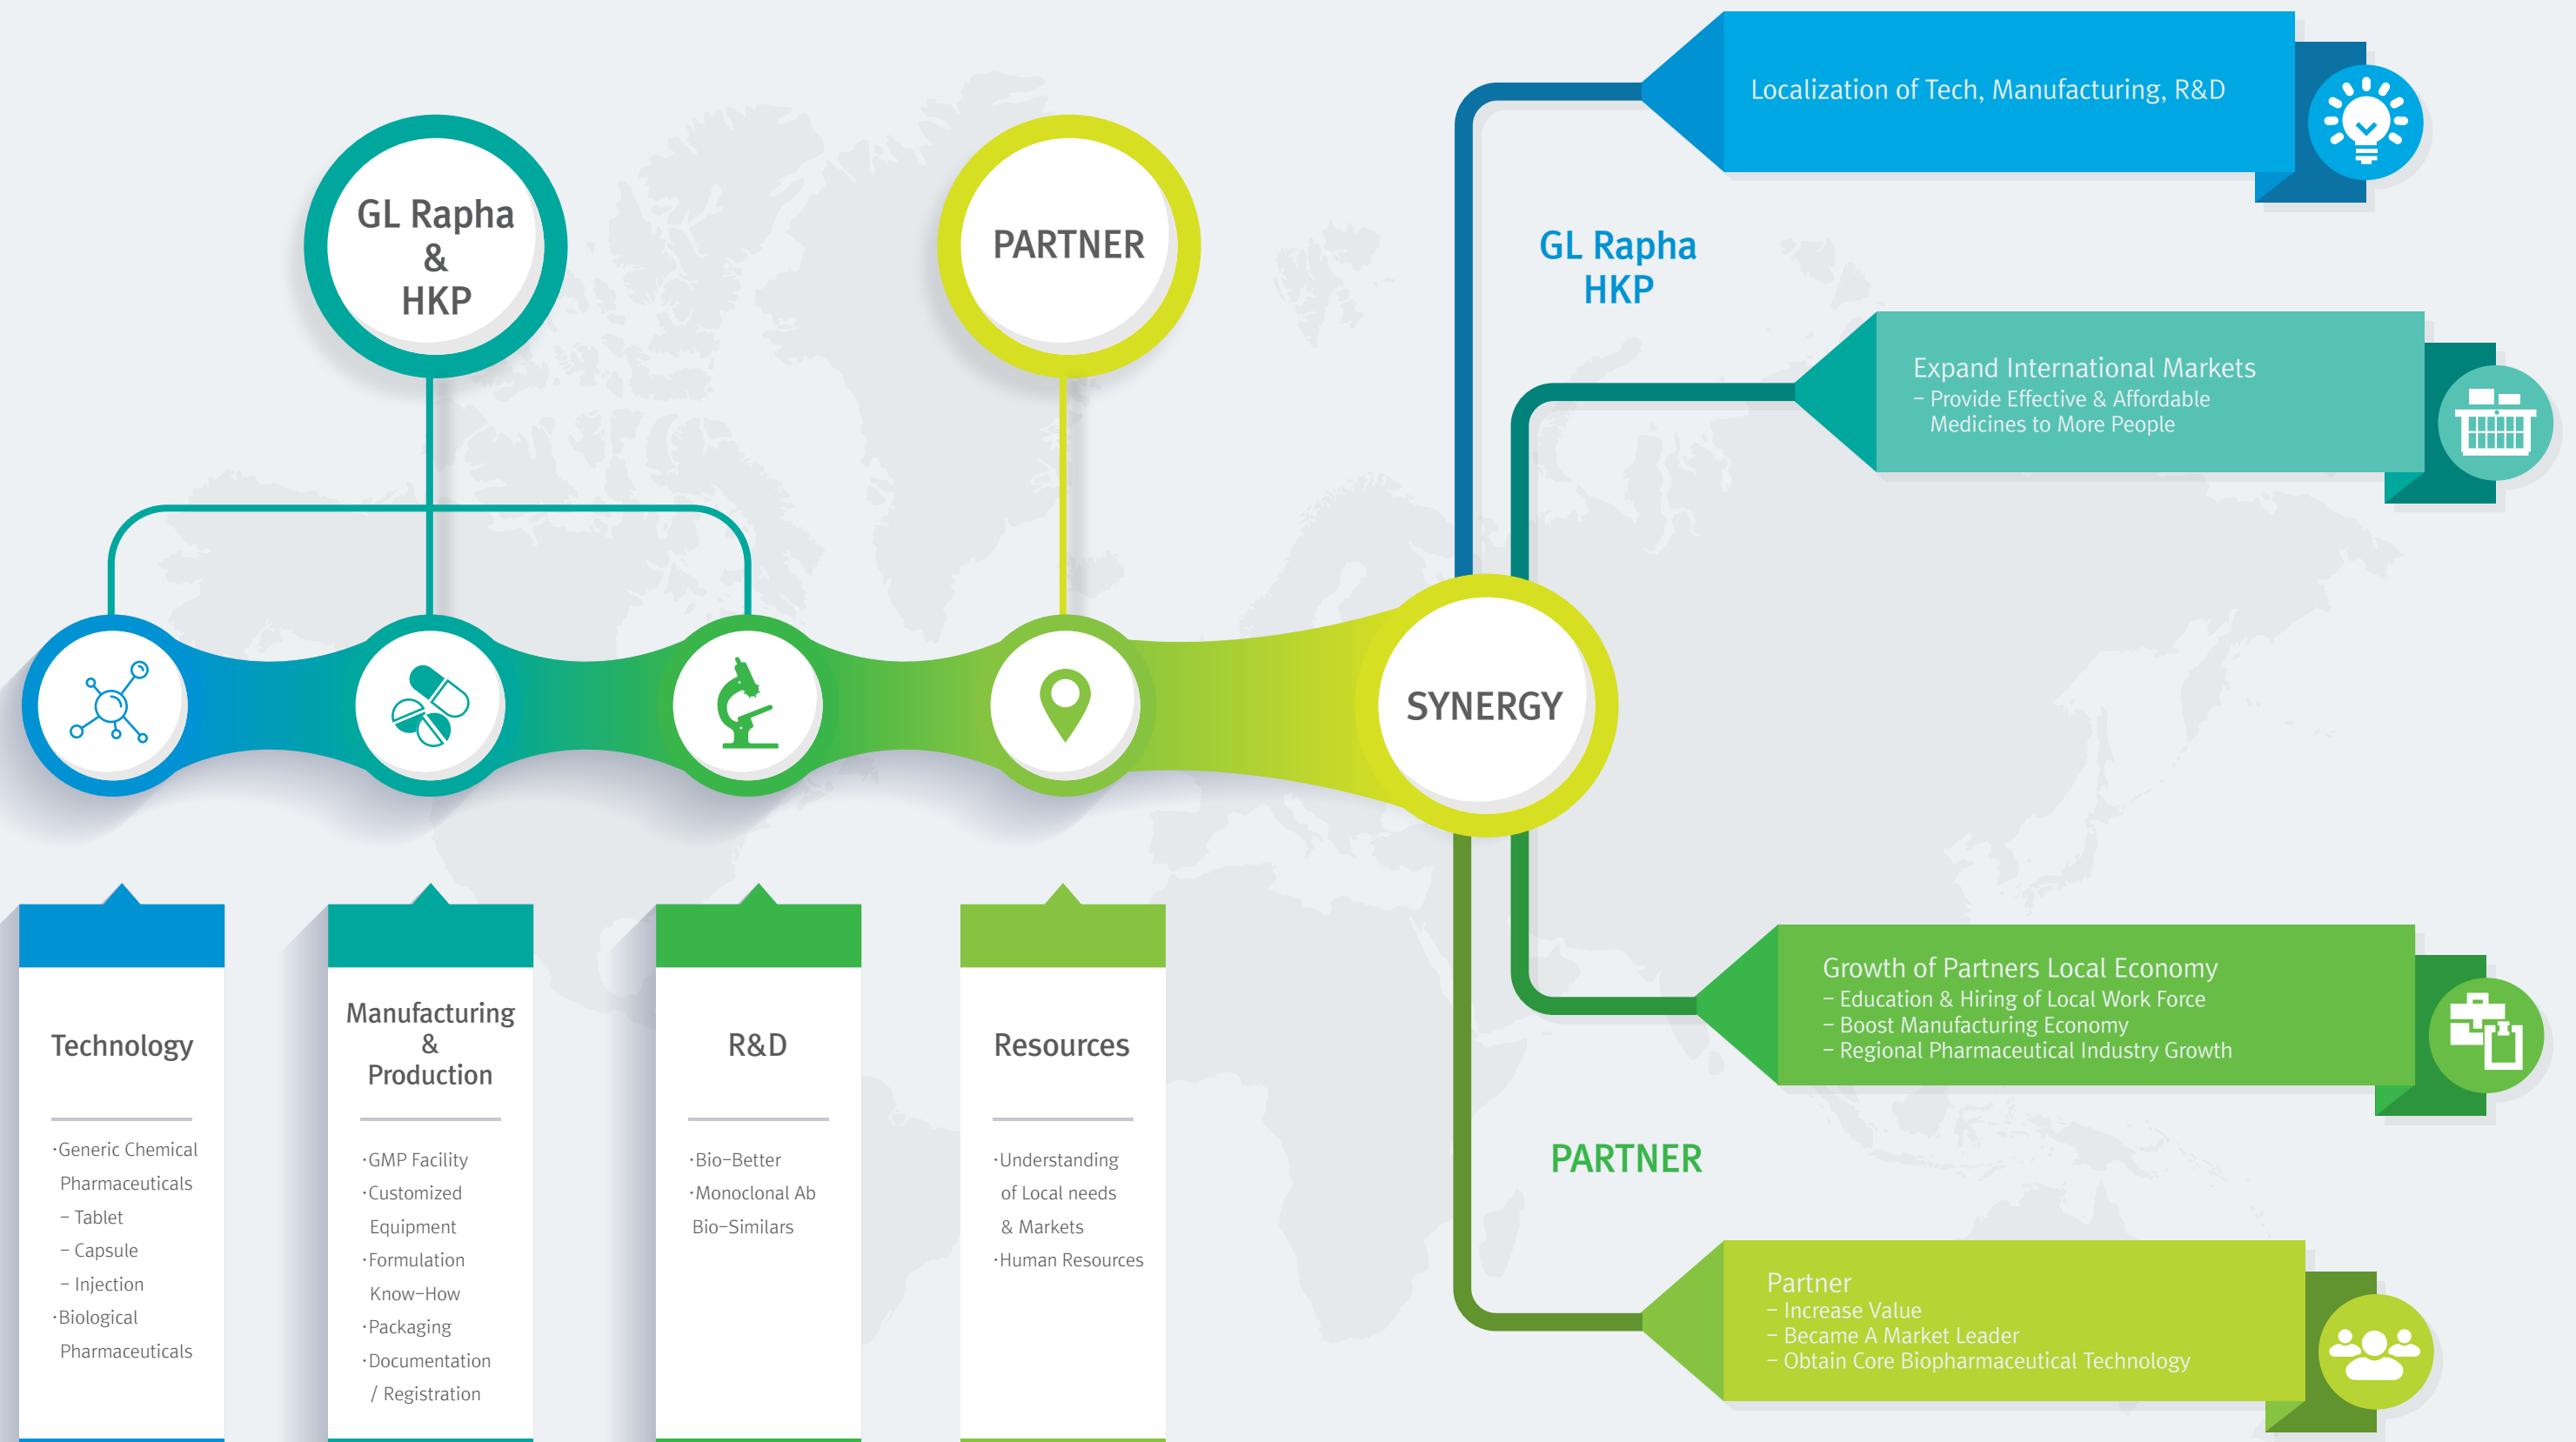 GL Rapha
&
HKP
PARTNER
SYNERGY
Technology
·Generic Chemical
Pharmaceuticals
– Tablet
– Capsule
– Injection
·Biological
Pharmaceuticals
Manufacturing
&
Production
·GMP Facility
·Customized
Equipment
·Formulation
Know–How
·Packaging
·Documentation
/ Registration
R&D
·Bio–Better
·Monoclonal Ab
Bio–Similars
Resources
·Understanding
of Local needs
& Markets
·Human Resources
GL Rapha
HKP
Localization of Tech, Manufacturing, R&D
Expand International Markets
– Provide Effective & Affordable
Medicines to More People
PARTNER
Growth of Partners Local Economy
– Education & Hiring of Local Work Force
– Boost Manufacturing Economy
– Regional Pharmaceutical Industry Growth
Partner
– Increase Value
– Became A Market Leader
– Obtain Core Biopharmaceutical Technology